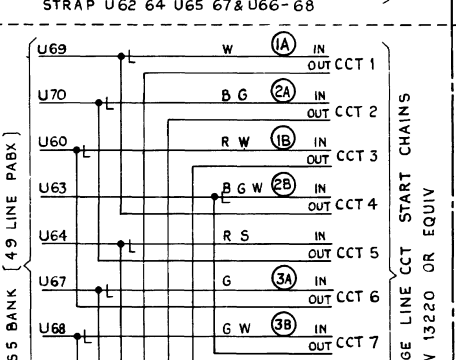 STRAP U62 64 U65 67 & U66-68
U69 W 1A IN
OUT CCT 1
U70 B G 2A IN
OUT CCT 2
U60 R W 1B IN
OUT CCT 3
U63 B G W 2B IN
OUT CCT 4
U64 R S IN
OUT CCT 5
U67 G 3A IN
OUT CCT 6
U68 G W 3B IN
OUT CCT 7
(49 LINE PABX)
BANK
GE LINE CCT START CHAINS
13220 OR EQUIV